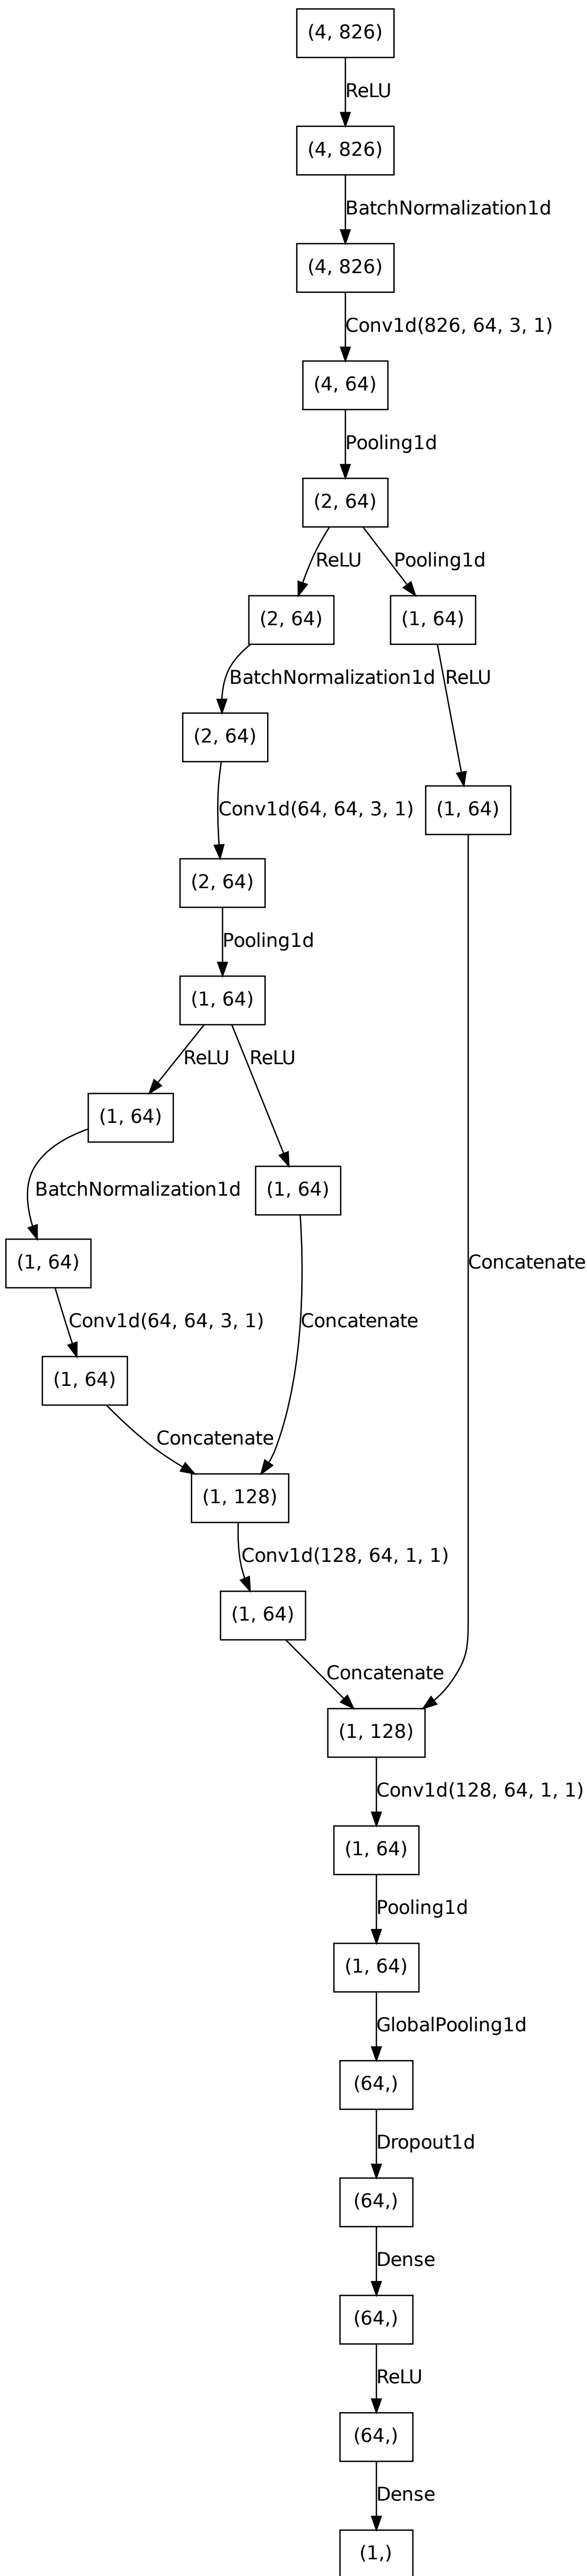 (4, 826)
ReLU
(4, 826)
BatchNormalization1d
(4, 826)
Conv1d(826, 64, 3, 1)
(4, 64)
Pooling1d
(2, 64)
ReLU Pooling1d
(2, 64) (1, 64)
BatchNormalization1d ReLU
(2, 64)
Conv1d(64, 64, 3, 1) (1, 64)
(2, 64)
Pooling1d
(1, 64)
ReLU ReLU
(1, 64)
BatchNormalization1d (1, 64)
(1, 64) Concatenate
Conv1d(64, 64, 3, 1) Concatenate
(1, 64)
Concatenate
(1, 128)
Conv1d(128, 64, 1, 1)
(1, 64)
Concatenate
(1, 128)
Conv1d(128, 64, 1, 1)
(1, 64)
Pooling1d
(1, 64)
GlobalPooling1d
(64,)
Dropout1d
(64,)
Dense
(64,)
ReLU
(64,)
Dense
(1,)